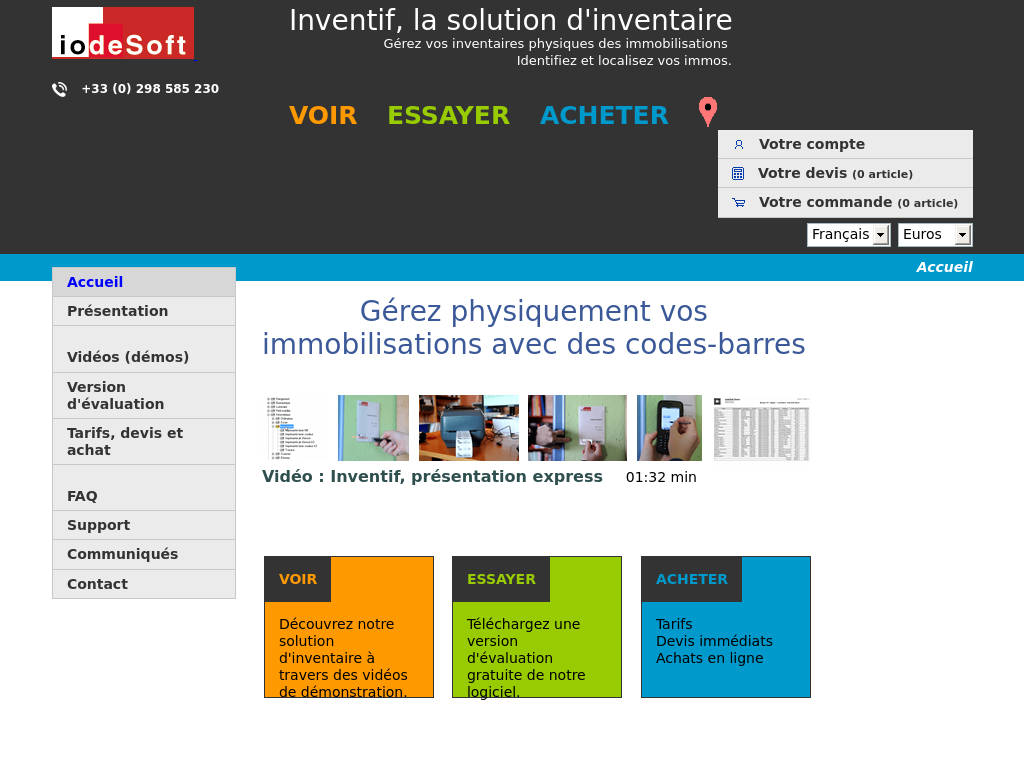 iodeSoft
Inventif, la solution d'inventaire
Gérez vos inventaires physiques des immobilisations
Identifiez et localisez vos immos.
+33 (0) 298 585 230
VOIR ESSAYER ACHETER
Votre compte
Votre devis (0 article)
Votre commande (0 article)
Français Euros
Accueil
Accueil
Présentation
Vidéos (démos)
Version
d'évaluation
Tarifs, devis et
achat
FAQ
Support
Communiqués
Contact
Gérez physiquement vos
immobilisations avec des codes-barres
Vidéo : Inventif, présentation express 01:32 min
VOIR
Découvrez notre
solution
d'inventaire à
travers des vidéos
de démonstration.
ESSAYER
Téléchargez une
version
d'évaluation
gratuite de notre
logiciel.
ACHETER
Tarifs
Devis immédiats
Achats en ligne